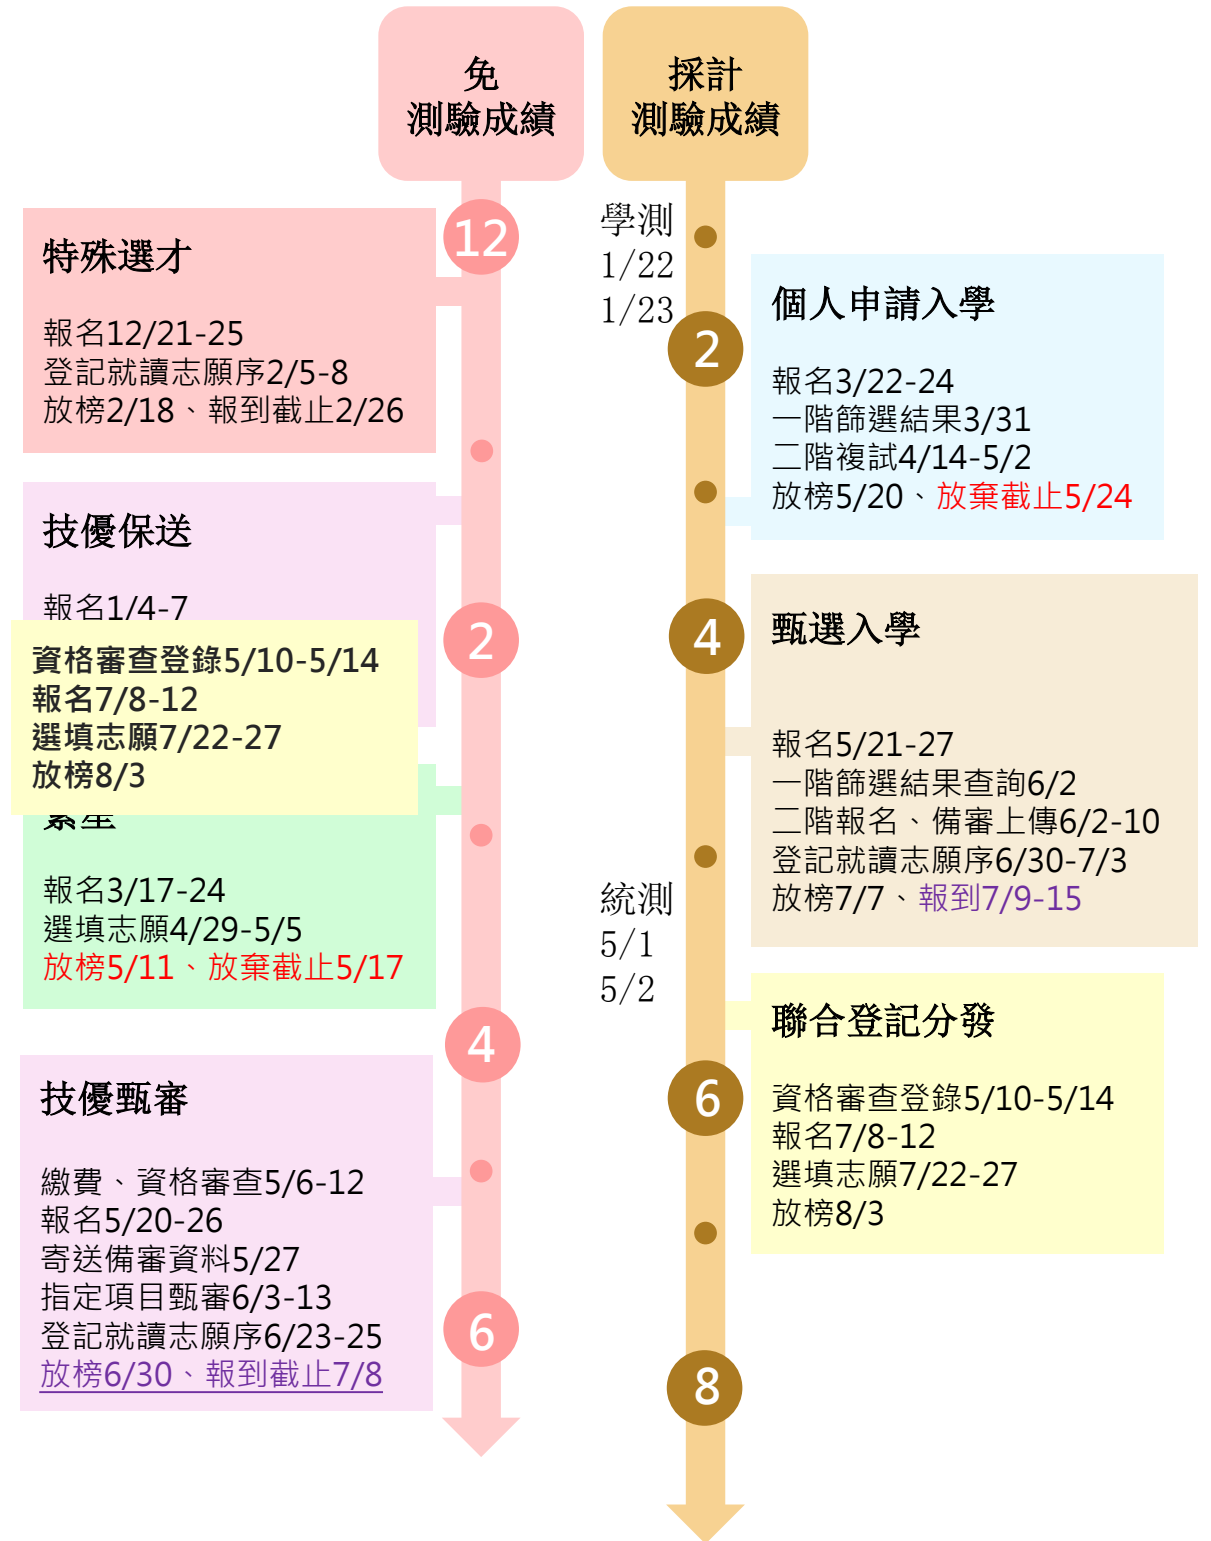 免
測驗成績
採計
測驗成績
12
特殊選才
報名12/21-25
登記就讀志願序2/5-8
放榜2/18、報到截止2/26
技優保送
報名1/4-7
2
資格審查登錄5/10-5/14
報名7/8-12
選填志願7/22-27
放榜8/3
繁星
報名3/17-24
選填志願4/29-5/5
放榜5/11、放棄截止5/17
4
技優甄審
繳費、資格審查5/6-12
報名5/20-26
寄送備審資料5/27
指定項目甄審6/3-13
登記就讀志願序6/23-25
放榜6/30、報到截止7/8
6
學測
1/22
1/23
2
個人申請入學
報名3/22-24
一階篩選結果3/31
二階複試4/14-5/2
放榜5/20、放棄截止5/24
4
甄選入學
報名5/21-27
一階篩選結果查詢6/2
二階報名、備審上傳6/2-10
登記就讀志願序6/30-7/3
放榜7/7、報到7/9-15
統測
5/1
5/2
聯合登記分發
6
資格審查登錄5/10-5/14
報名7/8-12
選填志願7/22-27
放榜8/3
8